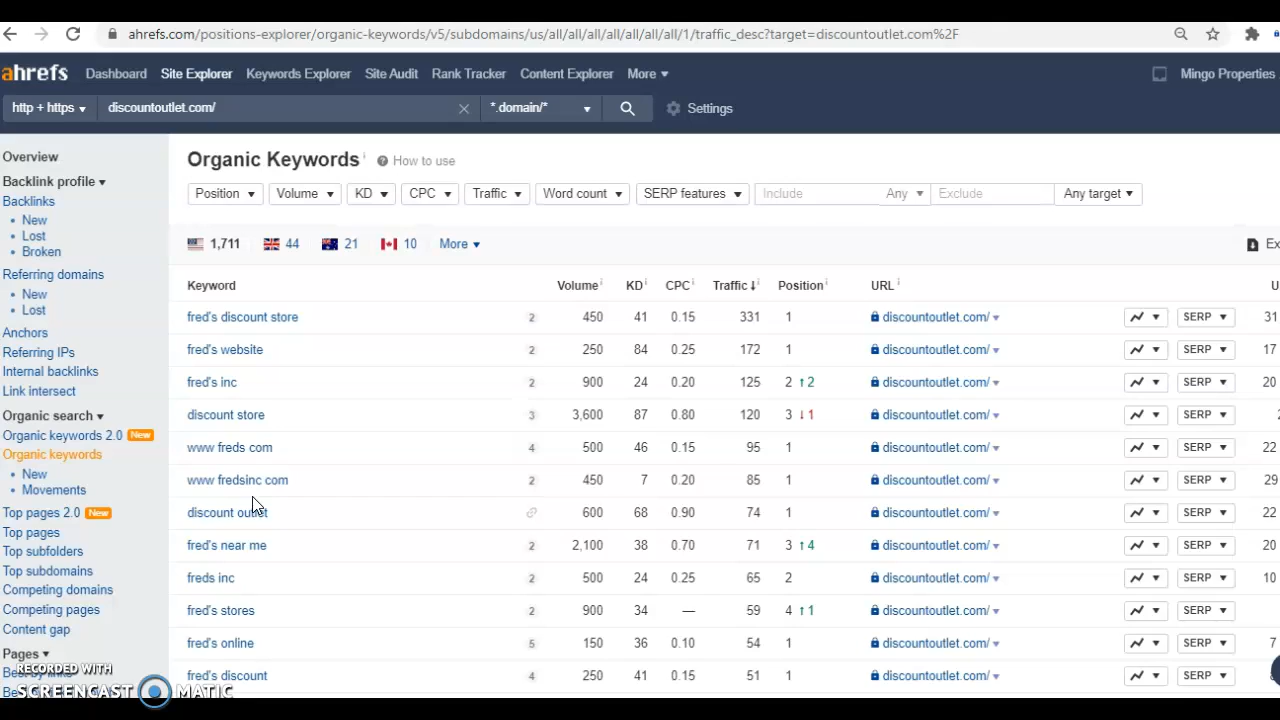 ahrefs.com/positions-explorer/organic-keywords/v5/subdomains/us/all/all/all/all/all/all/1/traffic_desc?target=discountoutlet.com%2F
ahrefs Dashboard Site Explorer Keywords Explorer Site Audit Rank Tracker Content Explorer More Mingo Properties
http + https discountoutlet.com/ *.domain/* Settings
Overview
Backlink profile
Backlinks
New
Lost
Broken
Referring domains
New
Lost
Anchors
Referring IPs
Internal backlinks
Link intersect
Organic search
Organic keywords 2.0 New
Organic keywords
New
Movements
Top pages 2.0 New
Top pages
Top subfolders
Top subdomains
Competing domains
Competing pages
Content gap
Pages
Organic Keywords How to use
Position Volume KD CPC Traffic Word count SERP features Include Any Exclude Any target
1,711 44 21 10 More
Keyword Volume KD CPC Traffic Position URL
fred's discount store 2 450 41 0.15 331 1 discountoutlet.com/ SERP 31
fred's website 2 250 84 0.25 172 1 discountoutlet.com/ SERP 17
fred's inc 2 900 24 0.20 125 2 ↑2 discountoutlet.com/ SERP 20
discount store 3 3,600 87 0.80 120 3 ↓1 discountoutlet.com/ SERP 2
www freds com 4 500 46 0.15 95 1 discountoutlet.com/ SERP 22
www fredsinc com 2 450 7 0.20 85 1 discountoutlet.com/ SERP 29
discount outlet 600 68 0.90 74 1 discountoutlet.com/ SERP 22
fred's near me 2 2,100 38 0.70 71 3 ↑4 discountoutlet.com/ SERP 20
freds inc 2 500 24 0.25 65 2 discountoutlet.com/ SERP 10
fred's stores 2 900 34 — 59 4 ↑1 discountoutlet.com/ SERP
fred's online 5 150 36 0.10 54 1 discountoutlet.com/ SERP 7
fred's discount 4 250 41 0.15 51 1 discountoutlet.com/ SERP
RECORDED WITH
SCREENCAST MATIC